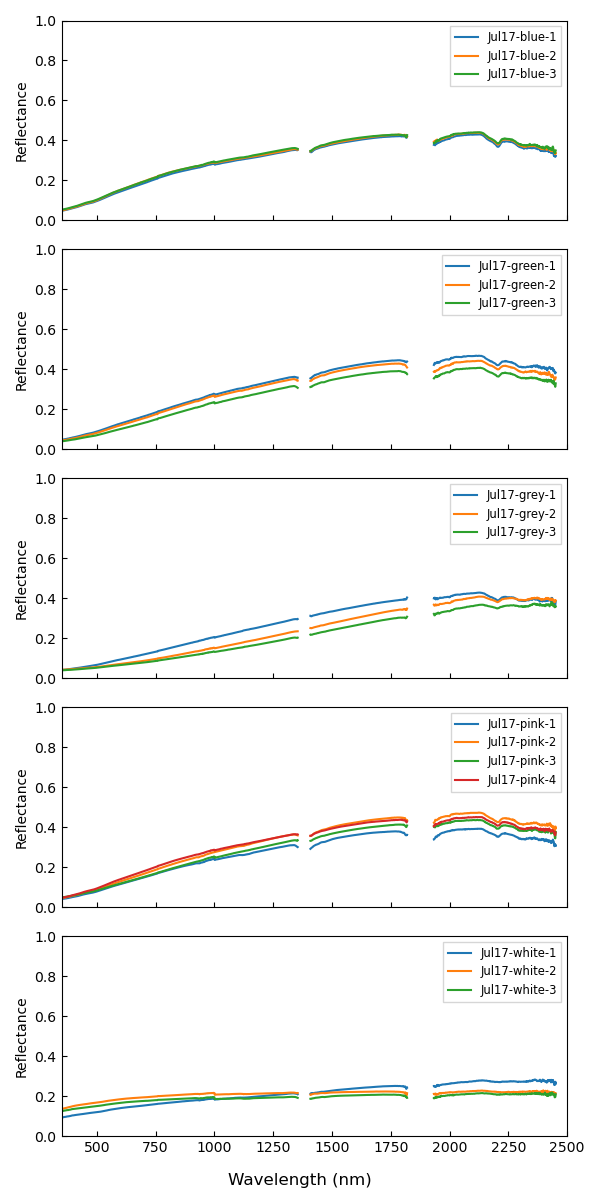 1.0
0.8
0.6
0.4
0.2
0.0
Reflectance
Jul17-blue-1
Jul17-blue-2
Jul17-blue-3
1.0
0.8
0.6
0.4
0.2
0.0
Reflectance
Jul17-green-1
Jul17-green-2
Jul17-green-3
1.0
0.8
0.6
0.4
0.2
0.0
Reflectance
Jul17-grey-1
Jul17-grey-2
Jul17-grey-3
1.0
0.8
0.6
0.4
0.2
0.0
Reflectance
Jul17-pink-1
Jul17-pink-2
Jul17-pink-3
Jul17-pink-4
1.0
0.8
0.6
0.4
0.2
0.0
Reflectance
Jul17-white-1
Jul17-white-2
Jul17-white-3
500 750 1000 1250 1500 1750 2000 2250 2500
Wavelength (nm)